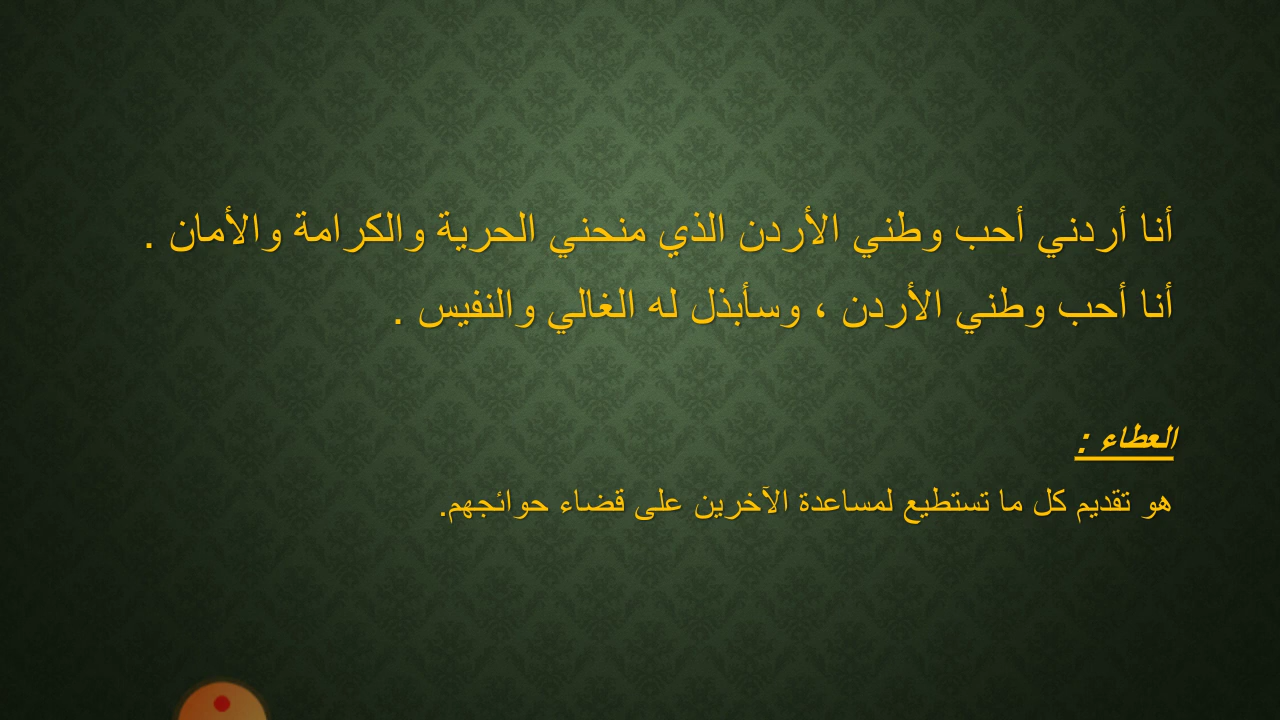 أنا أردني أحب وطني الأردن الذي منحني الحرية والكرامة والأمان .
أنا أحب وطني الأردن ، وسأبذل له الغالي والنفيس .
العطاء :
هو تقديم كل ما تستطيع لمساعدة الآخرين على قضاء حوائجهم.